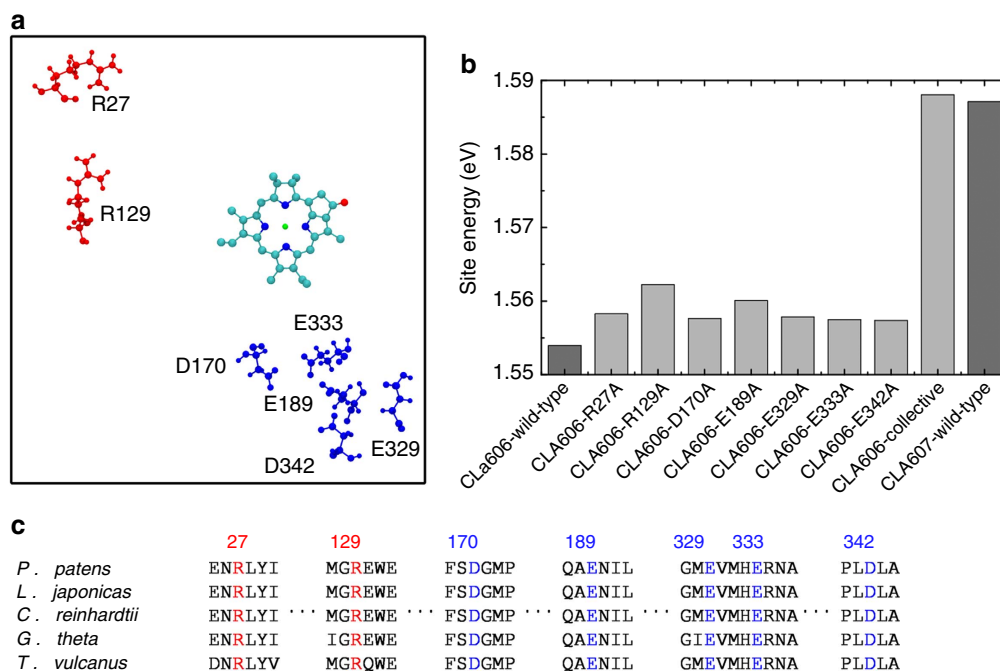 a
R27
R129
E333
D170
E189
E329
D342
b
1.59
1.58
1.57
1.56
1.55
Site energy (eV)
CLa606-wild-type
CLA606-R27A
CLA606-R129A
CLA606-D170A
CLA606-E189A
CLA606-E329A
CLA606-E333A
CLA606-E342A
CLA606-collective
CLA607-wild-type
c
27 129 170 189 329 333 342
P. patens ENRLYI MGREWE FSDGMP QAENIL GMEVMHERNA PLDLA
L. japonicas ENRLYI MGREWE FSDGMP QAENIL GMEVMHERNA PLDLA
C. reinhardtii ENRLYI ... MGREWE ... FSDGMP ... QAENIL ... GMEVMHERNA ... PLDLA
G. theta ENRLYI IGREWE FSDGMP QAENIL GIEVMHERNA PLDLA
T. vulcanus DNRLYV MGRQWE FSDGMP QAENIL GMEVMHERNA PLDLA